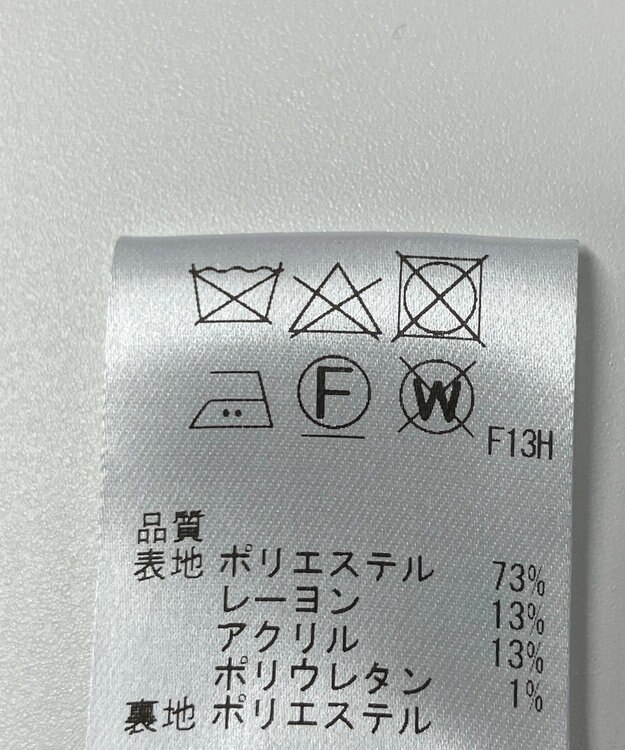 F W F13H
品質
表地 ポリエステル 73%
レーヨン 13%
アクリル 13%
ポリウレタン 1%
裏地 ポリエステル